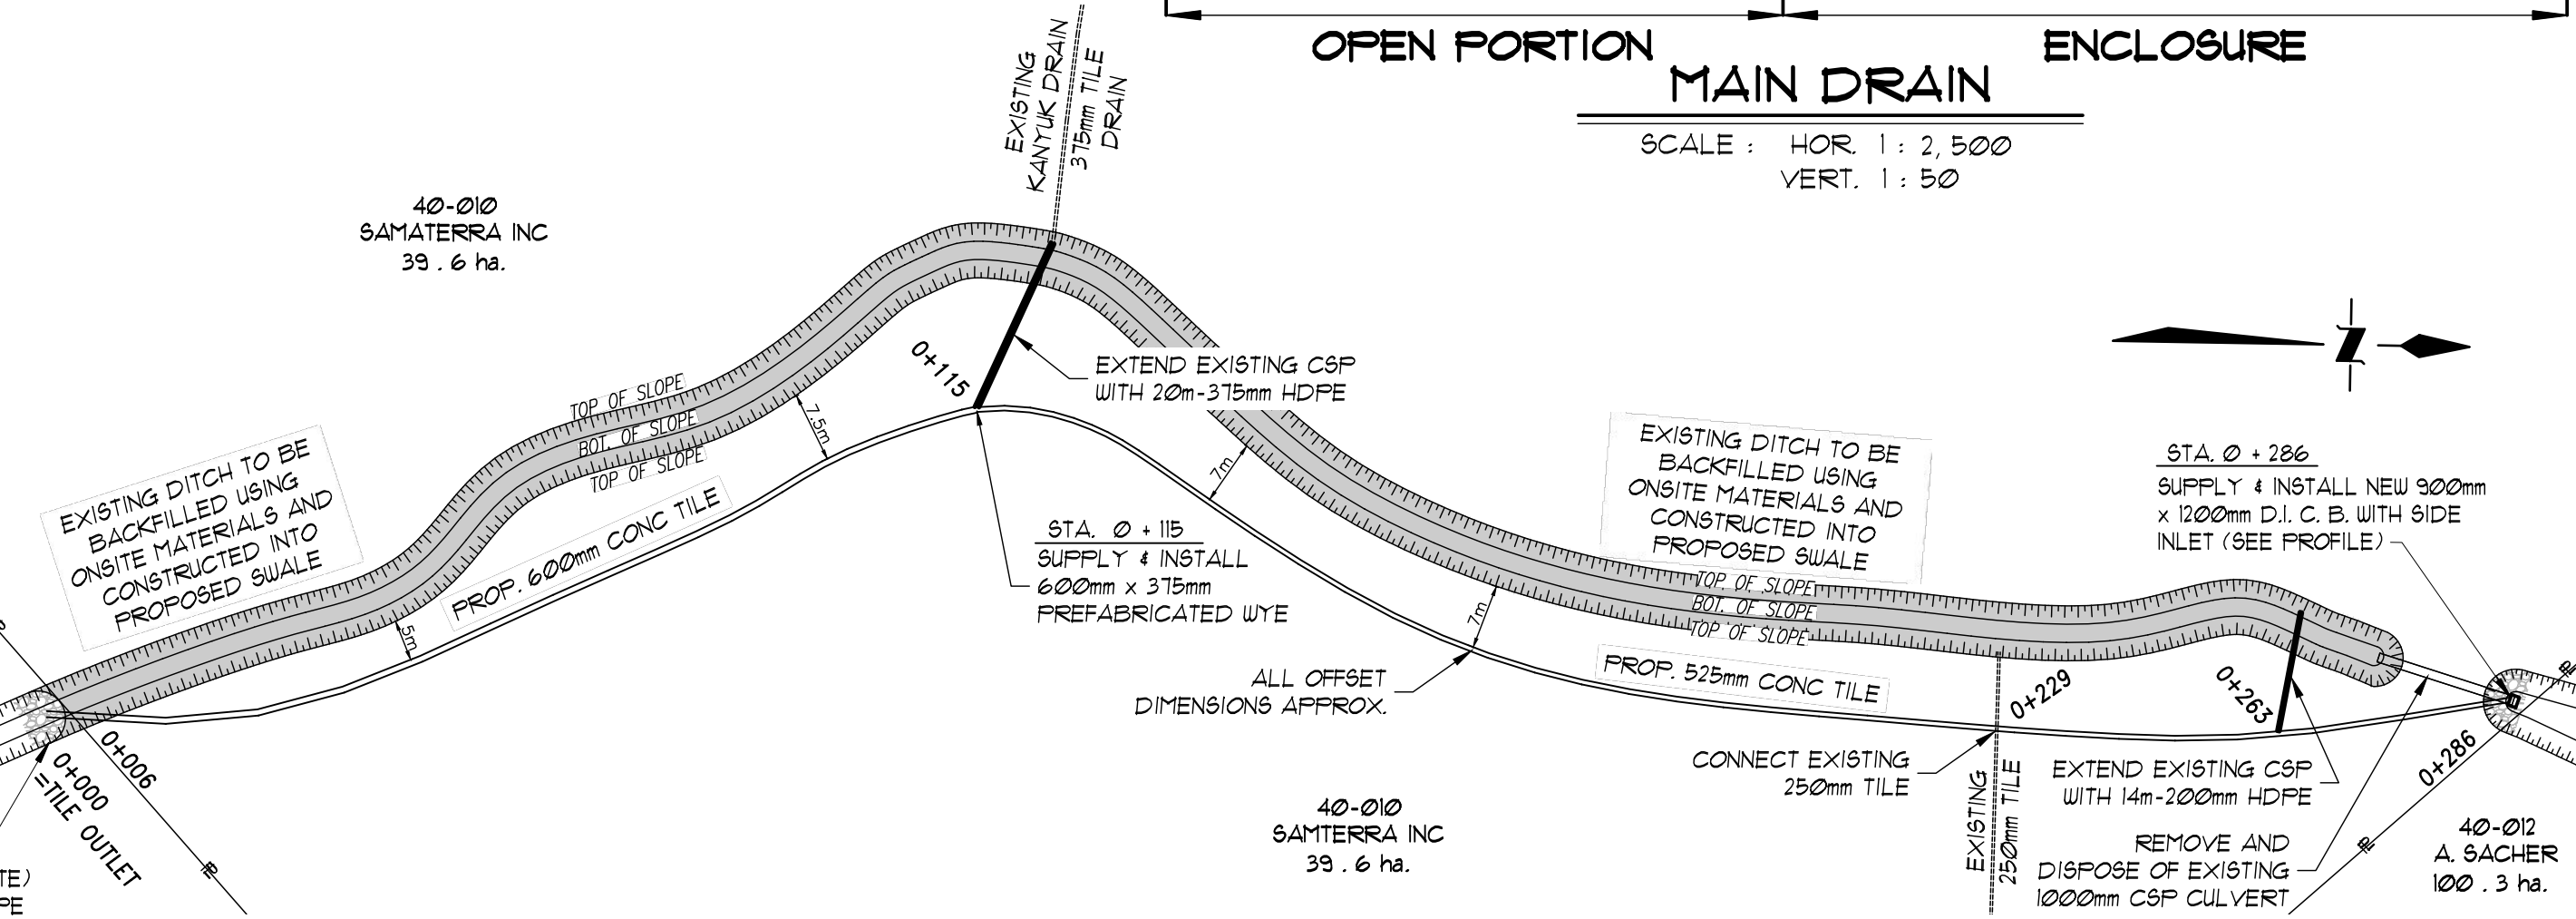 OPEN PORTION
ENCLOSURE
MAIN DRAIN
SCALE : HOR. 1 : 2,500
VERT. 1 : 50
EXISTING
KANYUK DRAIN
375mm TILE
DRAIN
40-010
SAMATERRA INC
39 . 6 ha.
0+115
EXTEND EXISTING CSP
WITH 20m-375mm HDPE
TOP OF SLOPE
BOT. OF SLOPE
TOP OF SLOPE
7.5m
EXISTING DITCH TO BE
BACKFILLED USING
ONSITE MATERIALS AND
CONSTRUCTED INTO
PROPOSED SWALE
PROP. 600mm CONC TILE
5m
7m
STA. 0 + 115
SUPPLY & INSTALL
600mm x 375mm
PREFABRICATED WYE
EXISTING DITCH TO BE
BACKFILLED USING
ONSITE MATERIALS AND
CONSTRUCTED INTO
PROPOSED SWALE
STA. 0 + 286
SUPPLY & INSTALL NEW 900mm
x 1200mm D.I. C. B. WITH SIDE
INLET (SEE PROFILE)
TOP OF SLOPE
BOT. OF SLOPE
TOP OF SLOPE
7m
ALL OFFSET
DIMENSIONS APPROX.
PROP. 525mm CONC TILE
0+229
0+263
0+286
CONNECT EXISTING
250mm TILE
EXISTING
250mm TILE
EXTEND EXISTING CSP
WITH 14m-200mm HDPE
REMOVE AND
DISPOSE OF EXISTING
1000mm CSP CULVERT
40-012
A. SACHER
100 . 3 ha.
40-010
SAMTERRA INC
39 . 6 ha.
0+006
0+000
=TILE OUTLET
TE)
PE
N